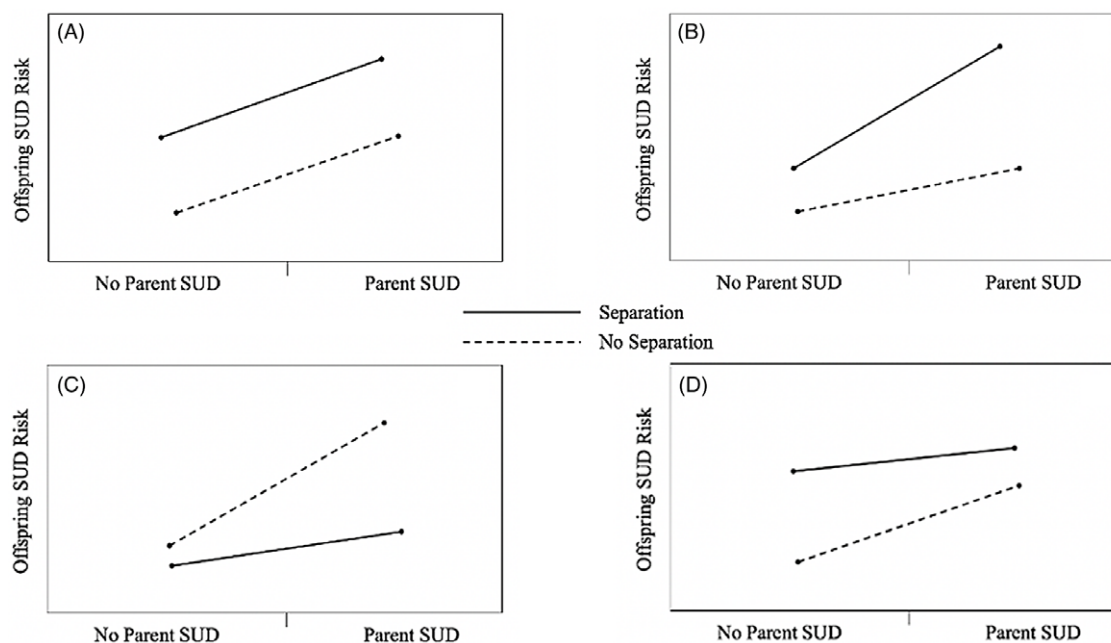 (A)
Offspring SUD Risk
No Parent SUD
Parent SUD
(B)
Offspring SUD Risk
No Parent SUD
Parent SUD
Separation
No Separation
(C)
Offspring SUD Risk
No Parent SUD
Parent SUD
(D)
Offspring SUD Risk
No Parent SUD
Parent SUD